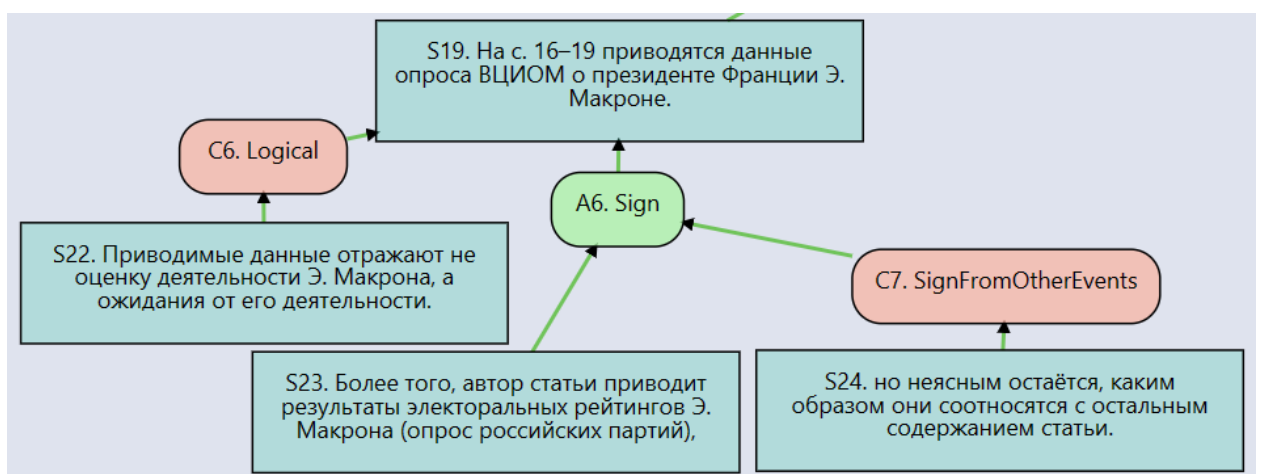 S19. На с. 16–19 приводятся данные
опроса ВЦИОМ о президенте Франции Э.
Макроне.
C6. Logical
A6. Sign
S22. Приводимые данные отражают не
оценку деятельности Э. Макрона, а
ожидания от его деятельности.
C7. SignFromOtherEvents
S23. Более того, автор статьи приводит
результаты электоральных рейтингов Э.
Макрона (опрос российских партий),
S24. но неясным остаётся, каким
образом они соотносятся с остальным
содержанием статьи.